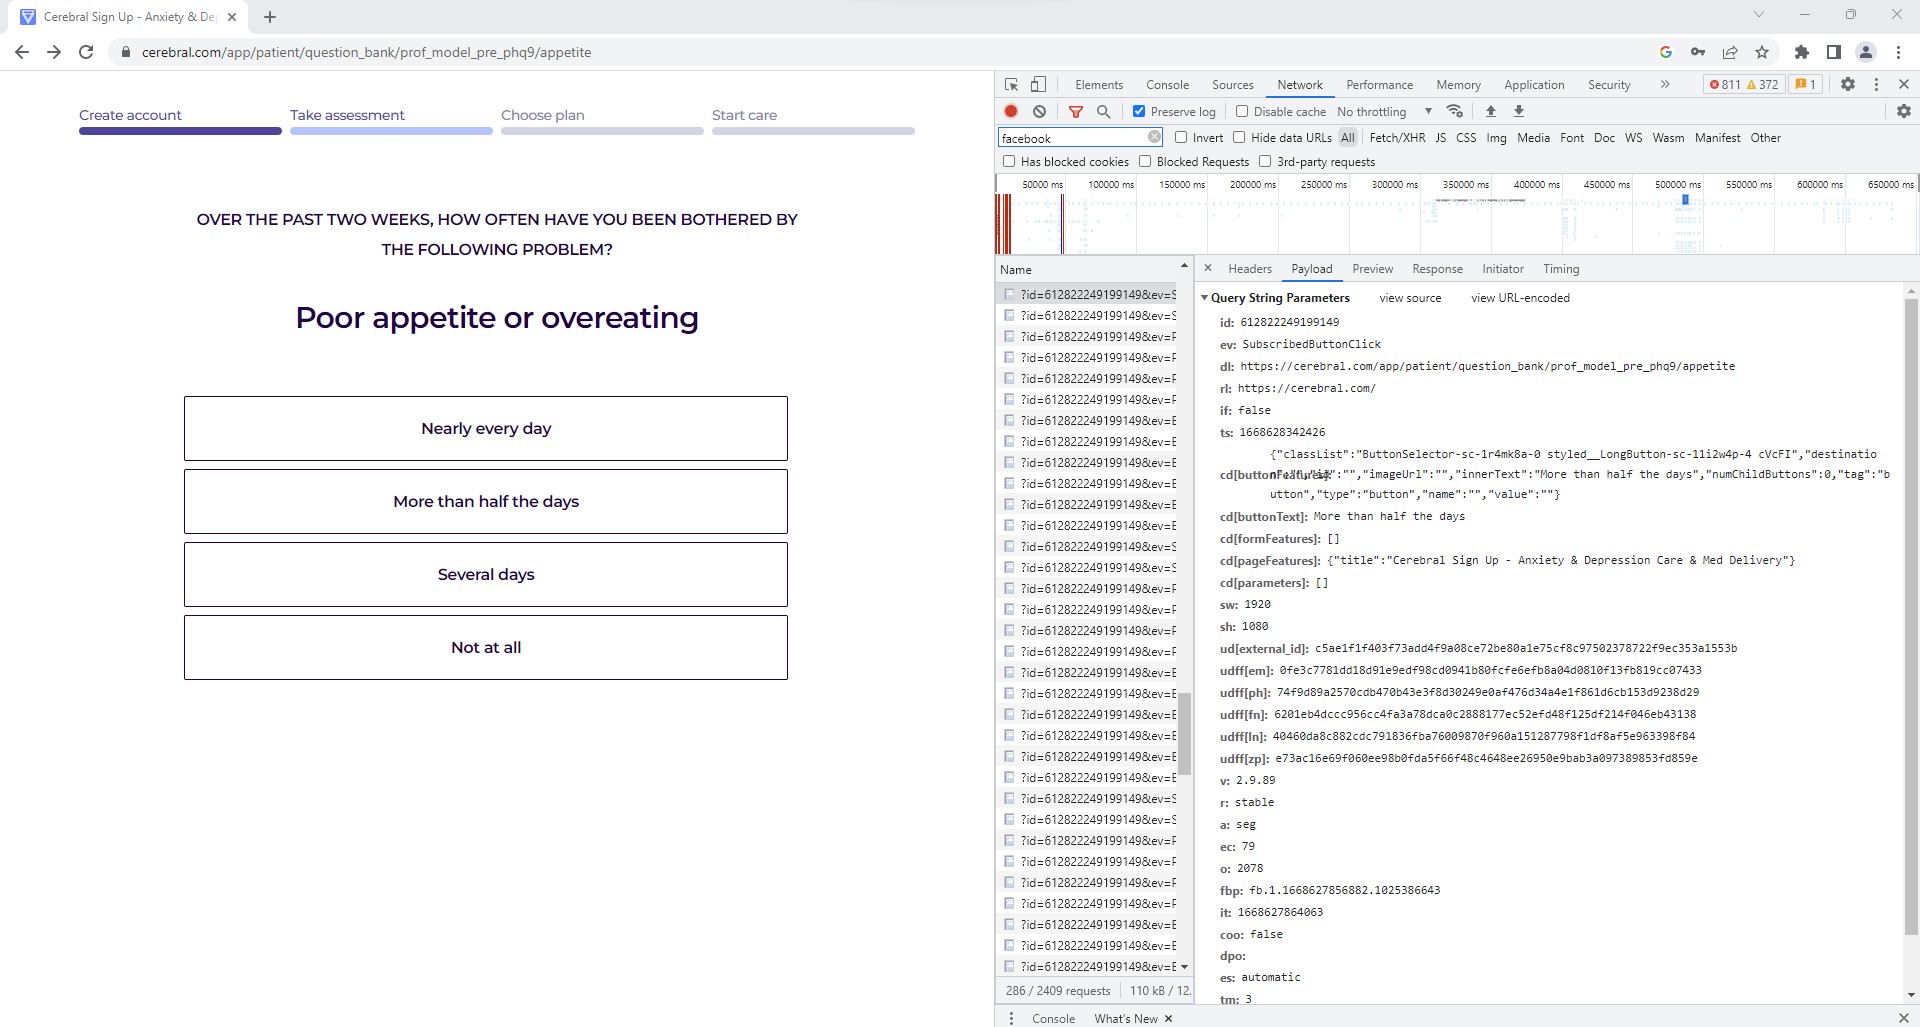 Cerebral Sign Up - Anxiety & De
cerebral.com/app/patient/question_bank/prof_model_pre_phq9/appetite
Create account
Take assessment
Choose plan
Start care
OVER THE PAST TWO WEEKS, HOW OFTEN HAVE YOU BEEN BOTHERED BY
THE FOLLOWING PROBLEM?
Poor appetite or overeating
Nearly every day
More than half the days
Several days
Not at all
Elements Console Sources Network Performance Memory Application Security » 811 372 1
Preserve log Disable cache No throttling
facebook Invert Hide data URLs All Fetch/XHR JS CSS Img Media Font Doc WS Wasm Manifest Other
Has blocked cookies Blocked Requests 3rd-party requests
50000 ms 100000 ms 150000 ms 200000 ms 250000 ms 300000 ms 350000 ms 400000 ms 450000 ms 500000 ms 550000 ms 600000 ms 650000 ms
Name
?id=612822249199149&ev=S
?id=612822249199149&ev=S
?id=612822249199149&ev=F
?id=612822249199149&ev=F
?id=612822249199149&ev=F
?id=612822249199149&ev=F
?id=612822249199149&ev=E
?id=612822249199149&ev=E
?id=612822249199149&ev=E
?id=612822249199149&ev=E
?id=612822249199149&ev=E
?id=612822249199149&ev=E
?id=612822249199149&ev=S
?id=612822249199149&ev=S
?id=612822249199149&ev=F
?id=612822249199149&ev=F
?id=612822249199149&ev=F
?id=612822249199149&ev=F
?id=612822249199149&ev=E
?id=612822249199149&ev=E
?id=612822249199149&ev=E
?id=612822249199149&ev=E
?id=612822249199149&ev=E
?id=612822249199149&ev=E
?id=612822249199149&ev=S
?id=612822249199149&ev=S
?id=612822249199149&ev=F
?id=612822249199149&ev=F
?id=612822249199149&ev=F
?id=612822249199149&ev=F
?id=612822249199149&ev=E
?id=612822249199149&ev=E
?id=612822249199149&ev=E
286 / 2409 requests 110 kB / 12.
Headers Payload Preview Response Initiator Timing
Query String Parameters view source view URL-encoded
id: 612822249199149
ev: SubscribedButtonClick
dl: https://cerebral.com/app/patient/question_bank/prof_model_pre_phq9/appetite
rl: https://cerebral.com/
if: false
ts: 1668628342426
{"classList":"ButtonSelector-sc-1r4mk8a-0 styled__LongButton-sc-11i2w4p-4 cVcFI","destinatio
cd[buttonFeatures]: n":"","id":"","imageUrl":"","innerText":"More than half the days","numChildButtons":0,"tag":"b
utton","type":"button","name":"","value":""}
cd[buttonText]: More than half the days
cd[formFeatures]: []
cd[pageFeatures]: {"title":"Cerebral Sign Up - Anxiety & Depression Care & Med Delivery"}
cd[parameters]: []
sw: 1920
sh: 1080
ud[external_id]: c5ae1f1f403f73add4f9a08ce72be80a1e75cf8c97502378722f9ec353a1553b
udff[em]: 0fe3c7781dd18d91e9edf98cd0941b80fcfe6efb8a04d0810f13fb819cc07433
udff[ph]: 74f9d89a2570cdb470b43e3f8d30249e0af476d34a4e1f861d6cb153d9238d29
udff[fn]: 6201eb4dccc956cc4fa3a78dca0c2888177ec52efd48f125df214f046eb43138
udff[ln]: 40460da8c882cdc791836fba76009870f960a151287798f1df8af5e963398f84
udff[zp]: e73ac16e69f060ee98b0fda5f66f48c4648ee26950e9bab3a097389853fd859e
v: 2.9.89
r: stable
a: seg
ec: 79
o: 2078
fbp: fb.1.1668627856882.1025386643
it: 1668627864063
coo: false
dpo:
es: automatic
tm: 3
Console What's New